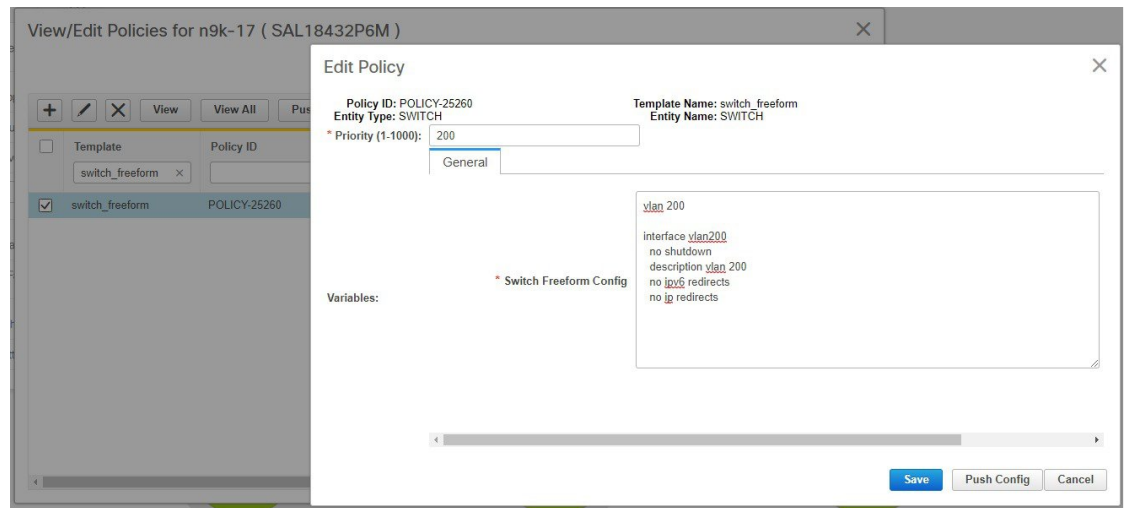 View/Edit Policies for n9k-17 ( SAL18432P6M )
View
View All
Template
Policy ID
switch_freeform
switch_freeform
POLICY-25260
Edit Policy
Policy ID: POLICY-25260
Template Name: switch_freeform
Entity Type: SWITCH
Entity Name: SWITCH
* Priority (1-1000):
200
General
Variables:
* Switch Freeform Config
vlan 200
interface vlan200
no shutdown
description vlan 200
no ipv6 redirects
no ip redirects
Save
Push Config
Cancel